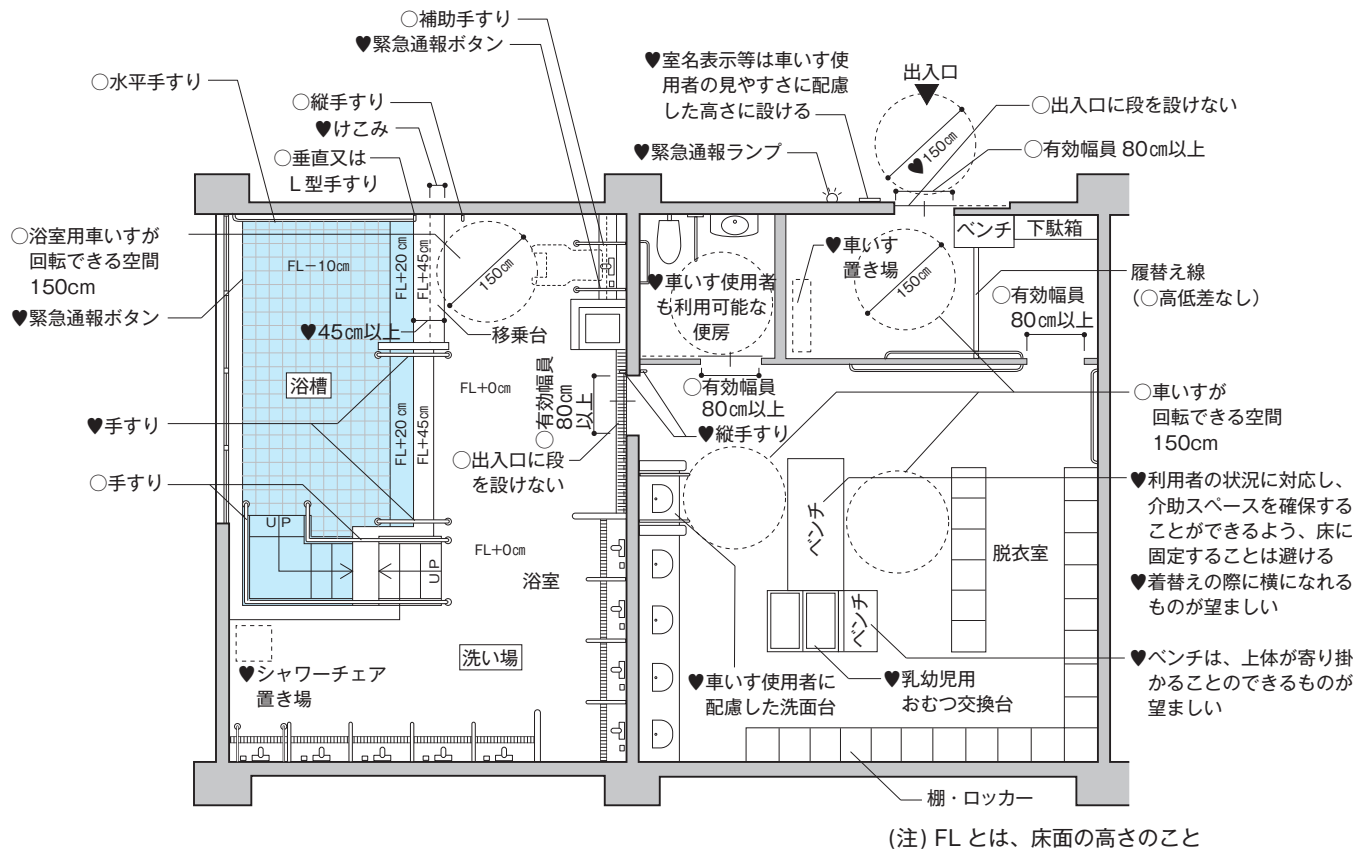 ○補助手すり
♥緊急通報ボタン
○水平手すり
○縦手すり
♥けこみ
○垂直又は
L型手すり
♥室名表示等は車いす使
用者の見やすさに配慮
した高さに設ける
♥緊急通報ランプ
出入口
♥150㎝
○出入口に段を設けない
○有効幅員 80㎝以上
○浴室用車いすが
回転できる空間
150㎝
♥緊急通報ボタン
FL−10㎝
FL+20㎝
FL+45㎝
150㎝
♥45㎝以上
移乗台
♥車いす使用者
も利用可能な
便房
♥車いす
置き場
150㎝
ベンチ
下駄箱
履替え線
（○高低差なし）
○有効幅員
80㎝以上
浴槽
FL+0㎝
○有効幅員
80㎝
以上
○有効幅員
80㎝以上
♥縦手すり
○車いすが
回転できる空間
150㎝
♥手すり
FL+20㎝
FL+45㎝
○出入口に段
を設けない
○手すり
UP
UP
FL+0㎝
浴室
ベンチ
脱衣室
♥利用者の状況に対応し、
介助スペースを確保する
ことができるよう、床に
固定することは避ける
♥着替えの際に横になれる
ものが望ましい
ベンチ
洗い場
♥シャワーチェア
置き場
♥車いす使用者に
配慮した洗面台
♥乳幼児用
おむつ交換台
♥ベンチは、上体が寄り掛
かることのできるものが
望ましい
棚・ロッカー
(注) FL とは、床面の高さのこと